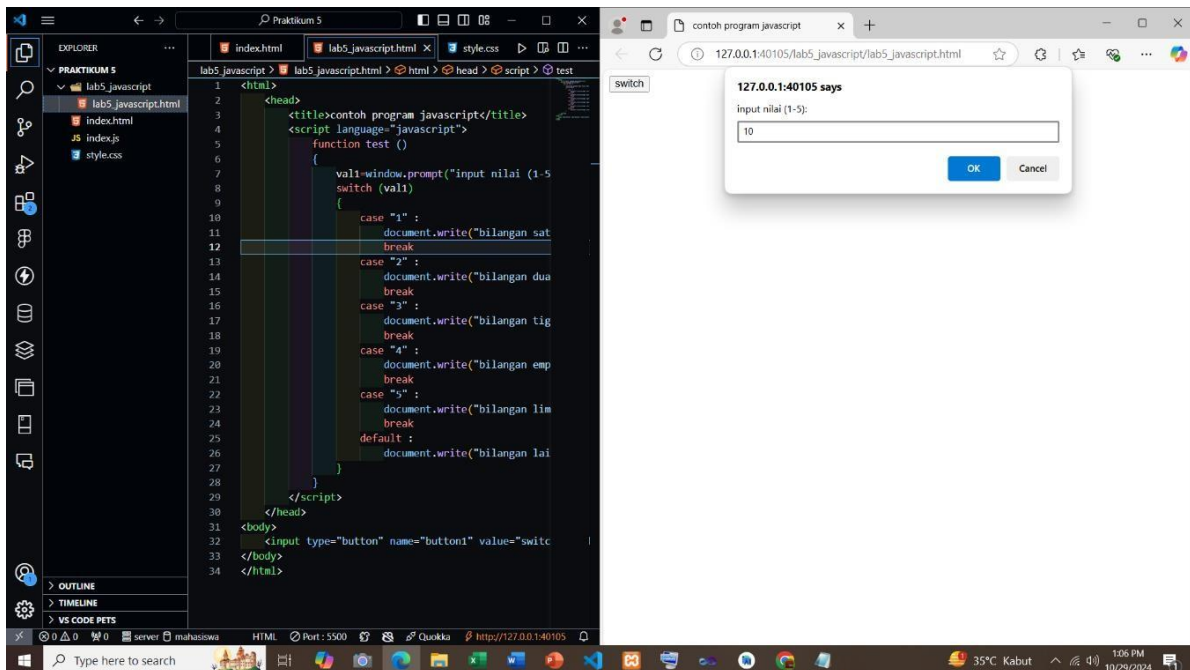 Praktikum 5
EXPLORER
PRAKTIKUM 5
lab5_javascript
lab5_javascript.html
index.html
JS index.js
style.css
index.html
lab5_javascript.html
style.css
lab5_javascript > lab5_javascript.html > html > head > script > test
1 <html>
2 <head>
3 <title>contoh program javascript</title>
4 <script language="javascript">
5 function test ()
6 {
7 val1=window.prompt("input nilai (1-5
8 switch (val1)
9 {
10 case "1" :
11 document.write("bilangan sat
12 break
13 case "2" :
14 document.write("bilangan dua
15 break
16 case "3" :
17 document.write("bilangan tig
18 break
19 case "4" :
20 document.write("bilangan emp
21 break
22 case "5" :
23 document.write("bilangan lim
24 break
25 default :
26 document.write("bilangan lai
27 }
28 }
29 </script>
30 </head>
31 <body>
32 <input type="button" name="button1" value="switc
33 </body>
34 </html>
OUTLINE
TIMELINE
VS CODE PETS
0 0 0 server mahasiswa HTML Port : 5500 Quokka http://127.0.0.1:40105
contoh program javascript
127.0.0.1:40105/lab5_javascript/lab5_javascript.html
switch
127.0.0.1:40105 says
input nilai (1-5):
10
OK Cancel
Type here to search
35°C Kabut
1:06 PM
10/29/2024